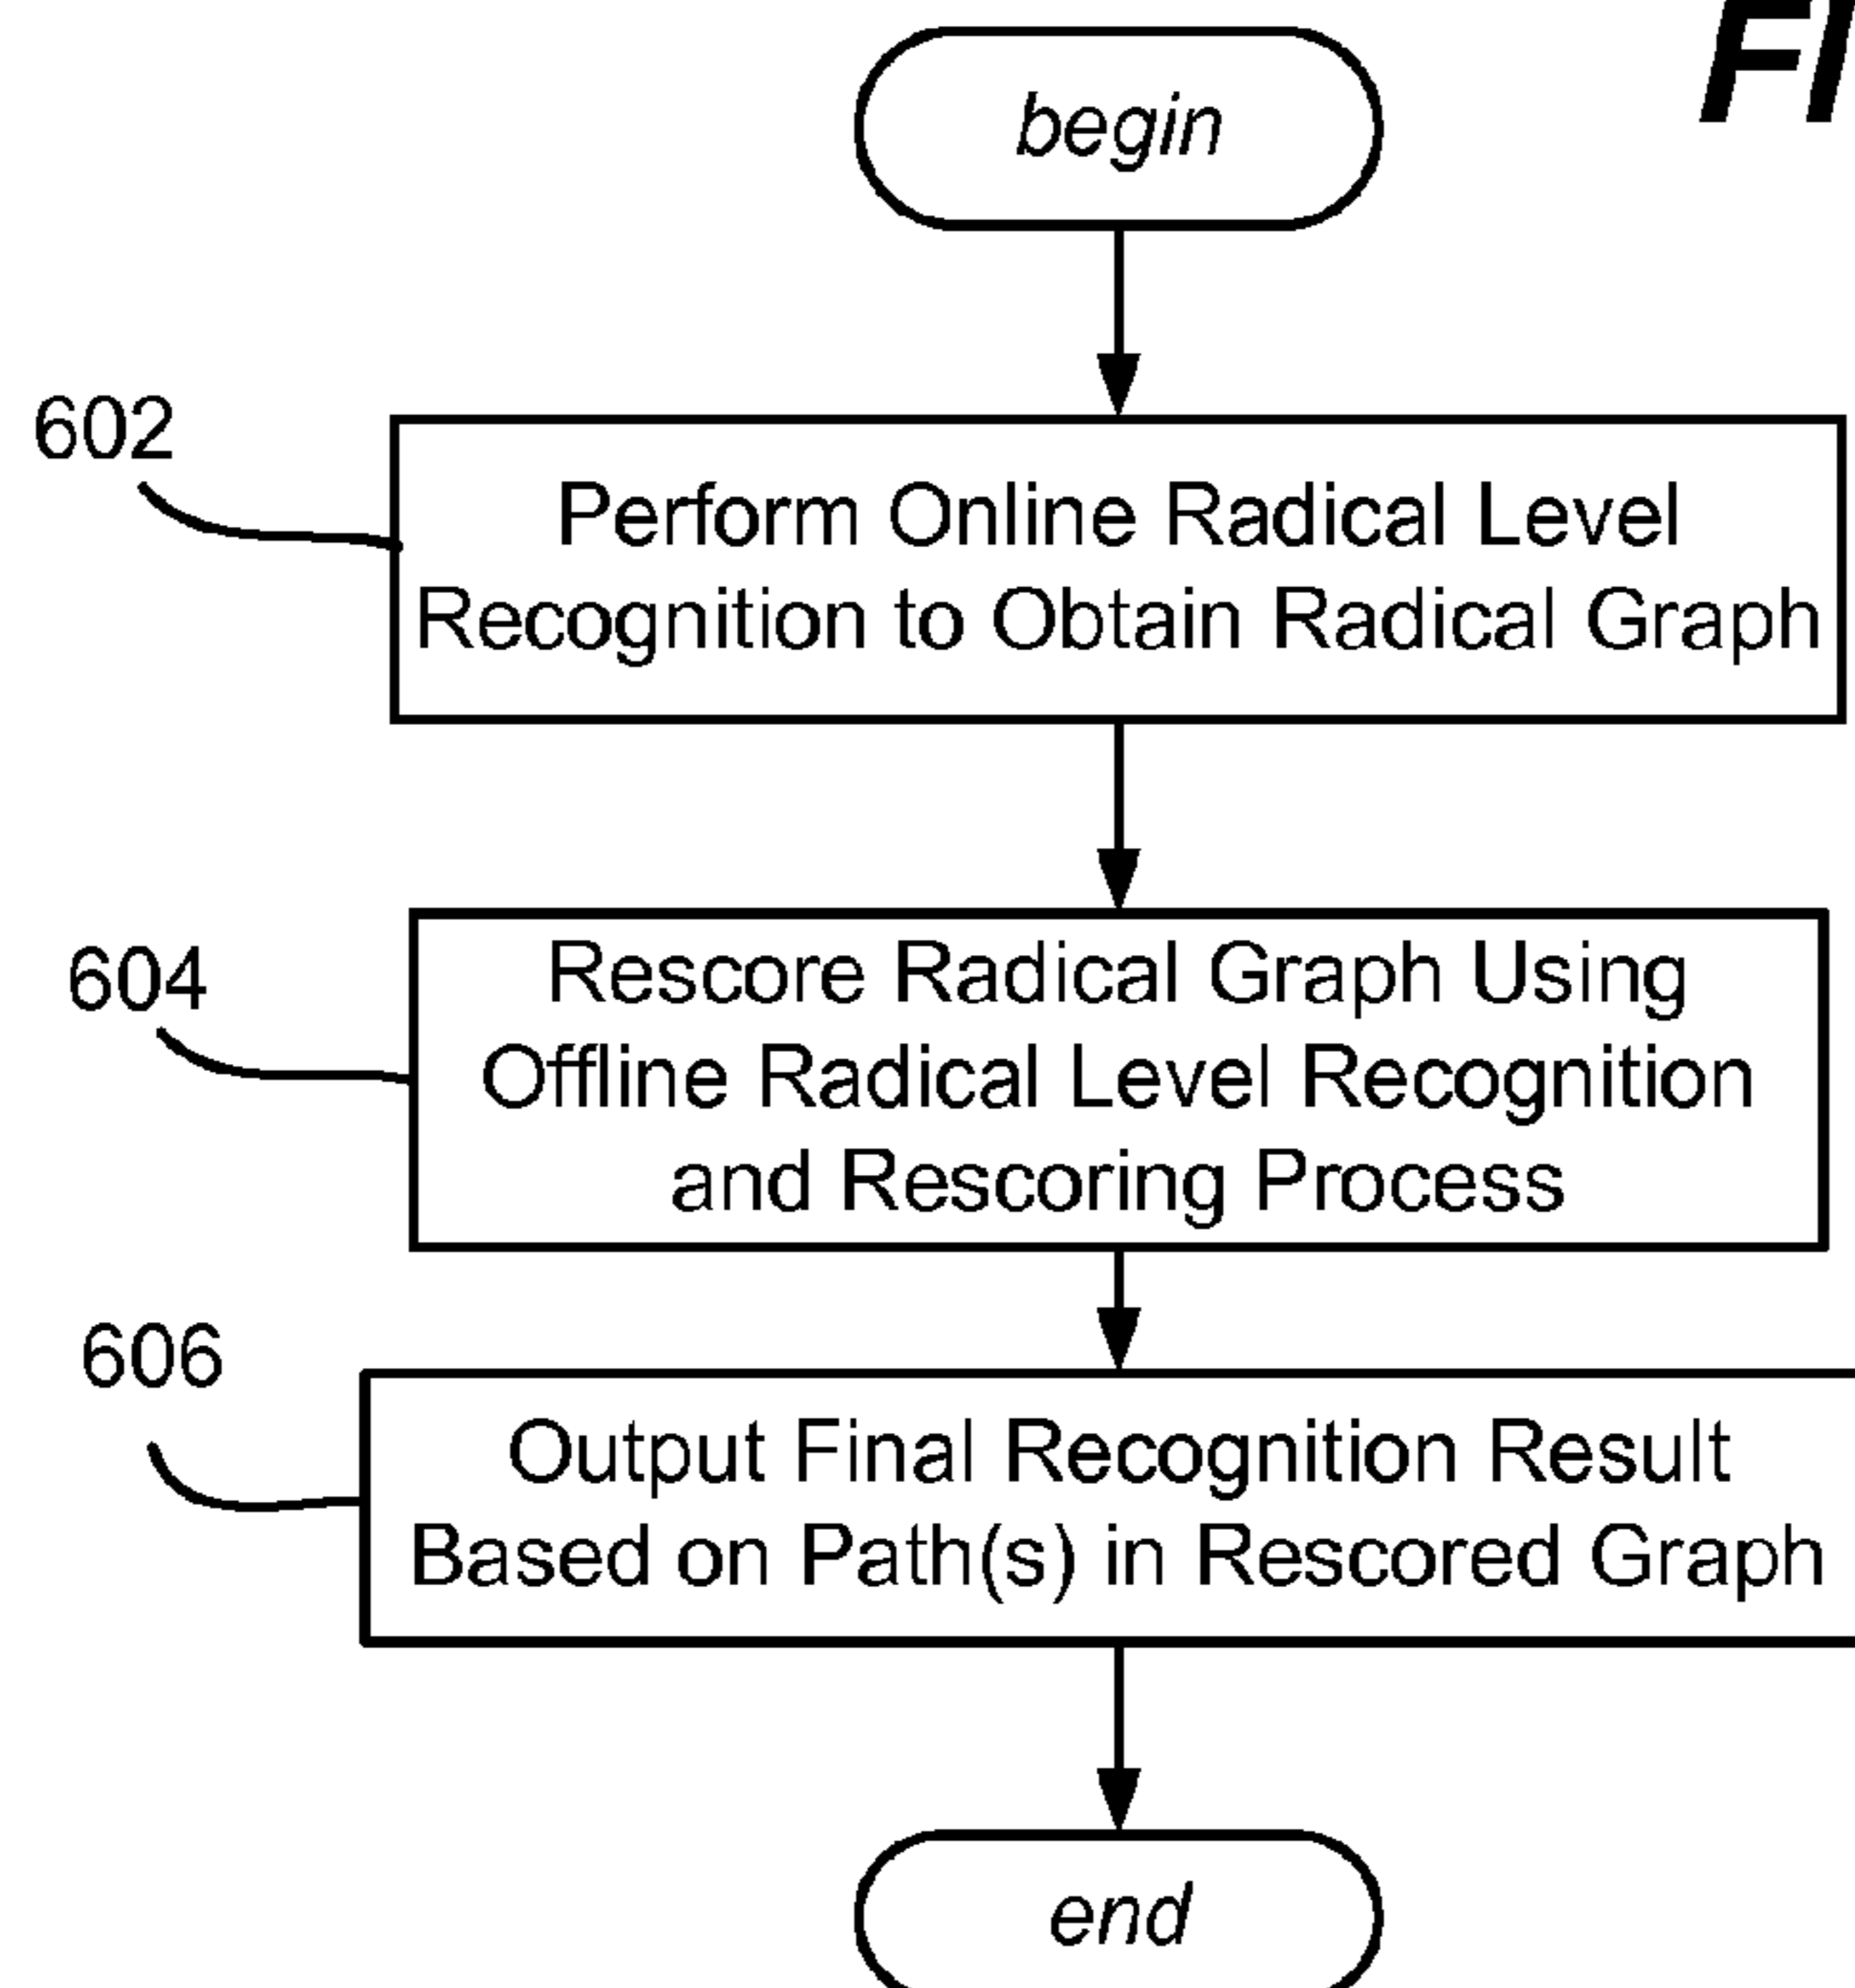 FI
begin
602
Perform Online Radical Level
Recognition to Obtain Radical Graph
604
Rescore Radical Graph Using
Offline Radical Level Recognition
and Rescoring Process
606
Output Final Recognition Result
Based on Path(s) in Rescored Graph
end